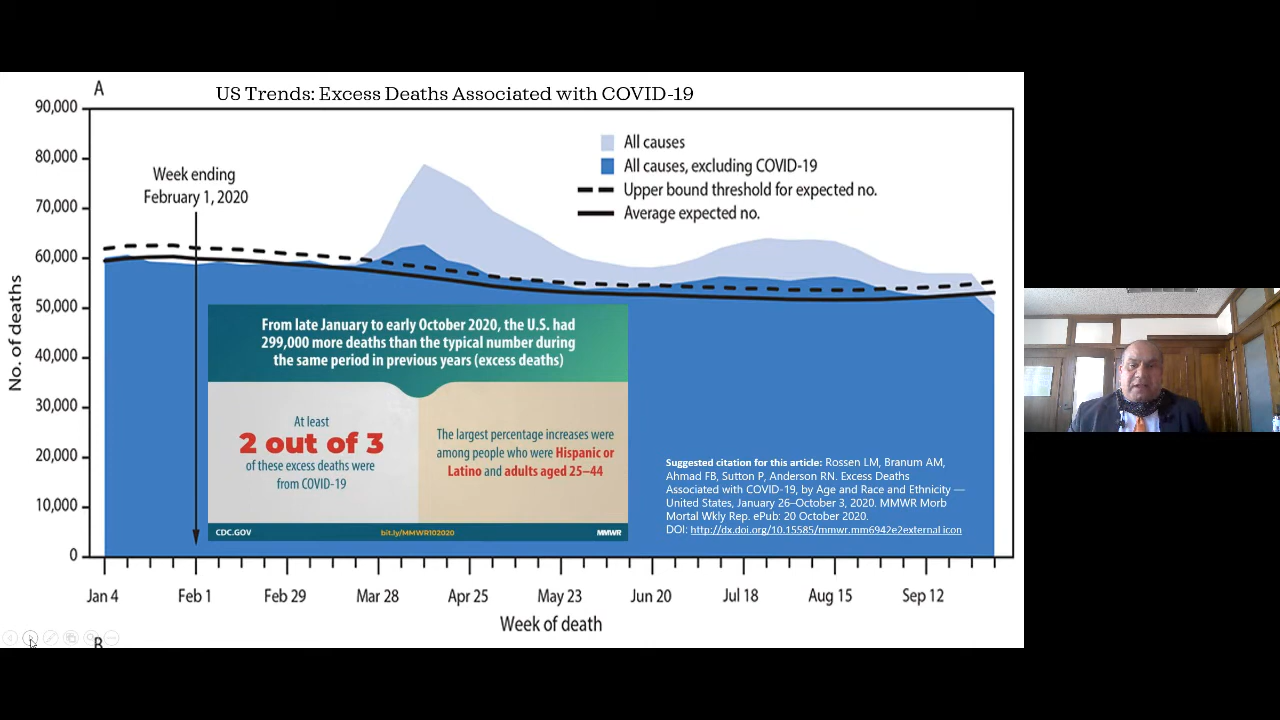 A
US Trends: Excess Deaths Associated with COVID-19
90,000
80,000
70,000
60,000
50,000
40,000
30,000
20,000
10,000
0
No. of deaths
Week ending
February 1, 2020
All causes
All causes, excluding COVID-19
Upper bound threshold for expected no.
Average expected no.
From late January to early October 2020, the U.S. had
299,000 more deaths than the typical number during
the same period in previous years (excess deaths)
At least
2 out of 3
of these excess deaths were
from COVID-19
The largest percentage increases were
among people who were Hispanic or
Latino and adults aged 25–44
CDC.GOV
bit.ly/MMWR102020
MMWR
Suggested citation for this article: Rossen LM, Branum AM,
Ahmad FB, Sutton P, Anderson RN. Excess Deaths
Associated with COVID-19, by Age and Race and Ethnicity —
United States, January 26–October 3, 2020. MMWR Morb
Mortal Wkly Rep. ePub: 20 October 2020.
DOI: http://dx.doi.org/10.15585/mmwr.mm6942e2external icon
Jan 4
Feb 1
Feb 29
Mar 28
Apr 25
May 23
Jun 20
Jul 18
Aug 15
Sep 12
Week of death
B